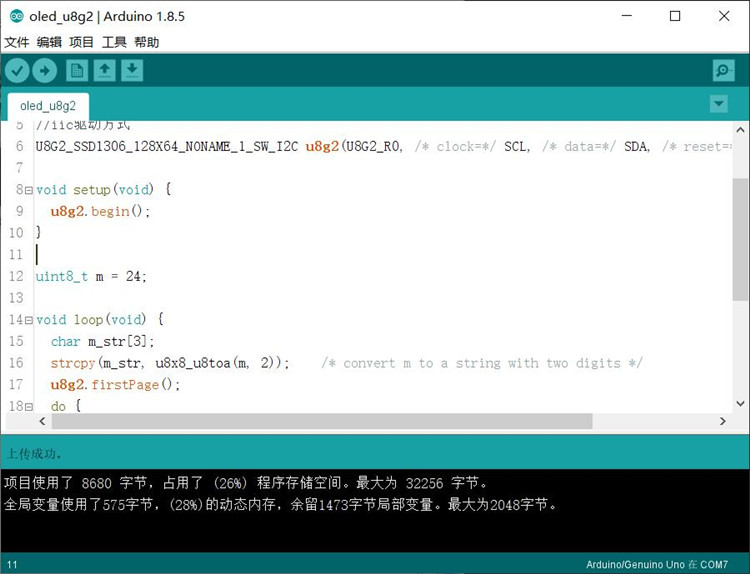 oled_u8g2 | Arduino 1.8.5
文件 编辑 项目 工具 帮助
oled_u8g2
5 //iic驱动方式
6 U8G2_SSD1306_128X64_NONAME_1_SW_I2C u8g2(U8G2_R0, /* clock=*/ SCL, /* data=*/ SDA, /* reset=
7
8 void setup(void) {
9 u8g2.begin();
10 }
11
12 uint8_t m = 24;
13
14 void loop(void) {
15 char m_str[3];
16 strcpy(m_str, u8x8_u8toa(m, 2)); /* convert m to a string with two digits */
17 u8g2.firstPage();
18 do {
上传成功。
项目使用了 8680 字节，占用了 (26%) 程序存储空间。最大为 32256 字节。
全局变量使用了575字节，(28%)的动态内存，余留1473字节局部变量。最大为2048字节。
11 Arduino/Genuino Uno 在 COM7